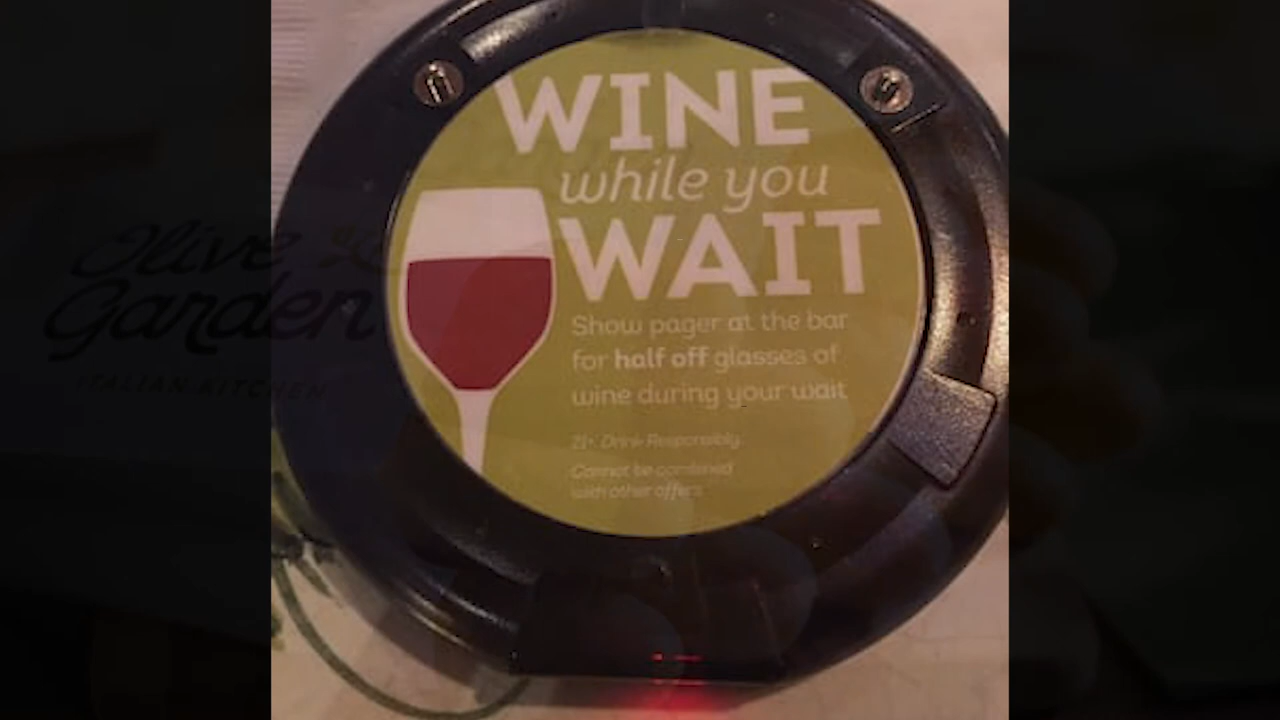 WINE
while you
WAIT
Show pager at the bar
for half off glasses of
wine during your wait
21+ Drink Responsibly.
Cannot be combined
with other offers.
Olive
Garden
ITALIAN KITCHEN